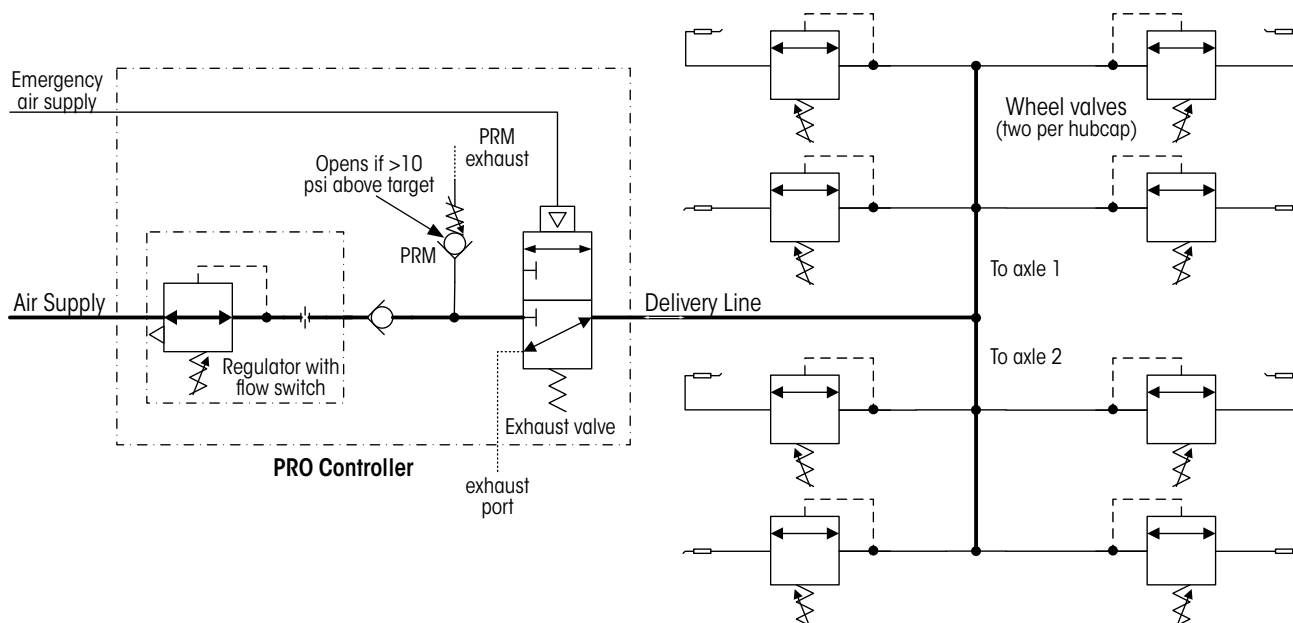 Emergency
air supply
PRM
exhaust
Opens if >10
psi above target
PRM
Air Supply
Regulator with
flow switch
Exhaust valve
PRO Controller
exhaust
port
Delivery Line
Wheel valves
(two per hubcap)
To axle 1
To axle 2